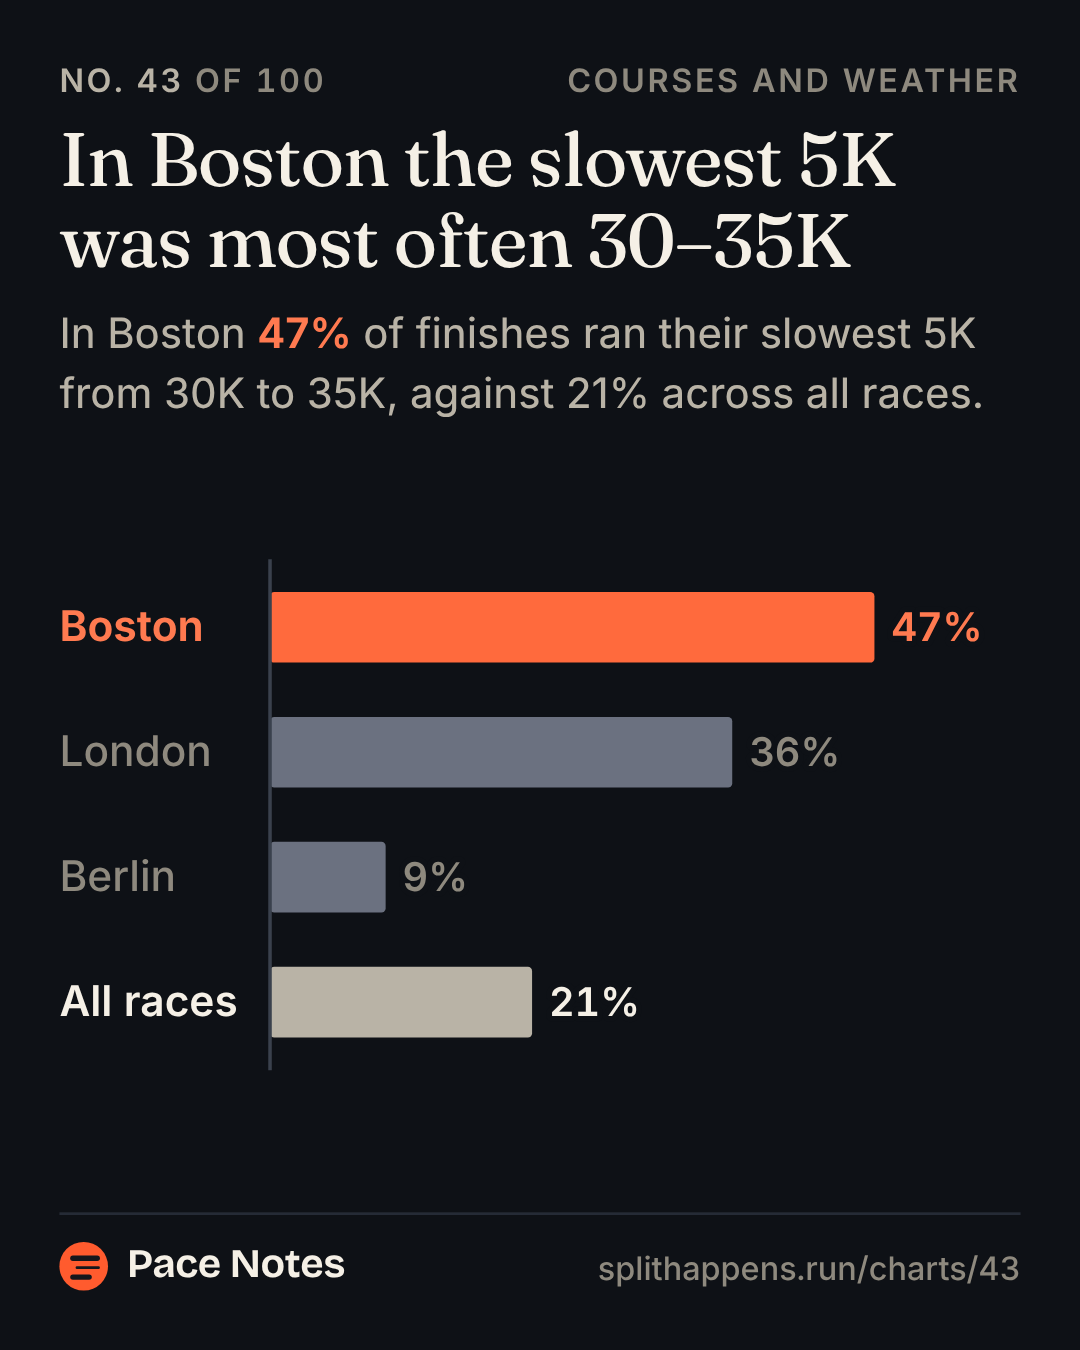 NO. 43 OF 100
COURSES AND WEATHER
In Boston the slowest 5K
was most often 30–35K
In Boston 47% of finishes ran their slowest 5K
from 30K to 35K, against 21% across all races.
Boston
47%
London
36%
Berlin
9%
All races
21%
Pace Notes
splithappens.run/charts/43